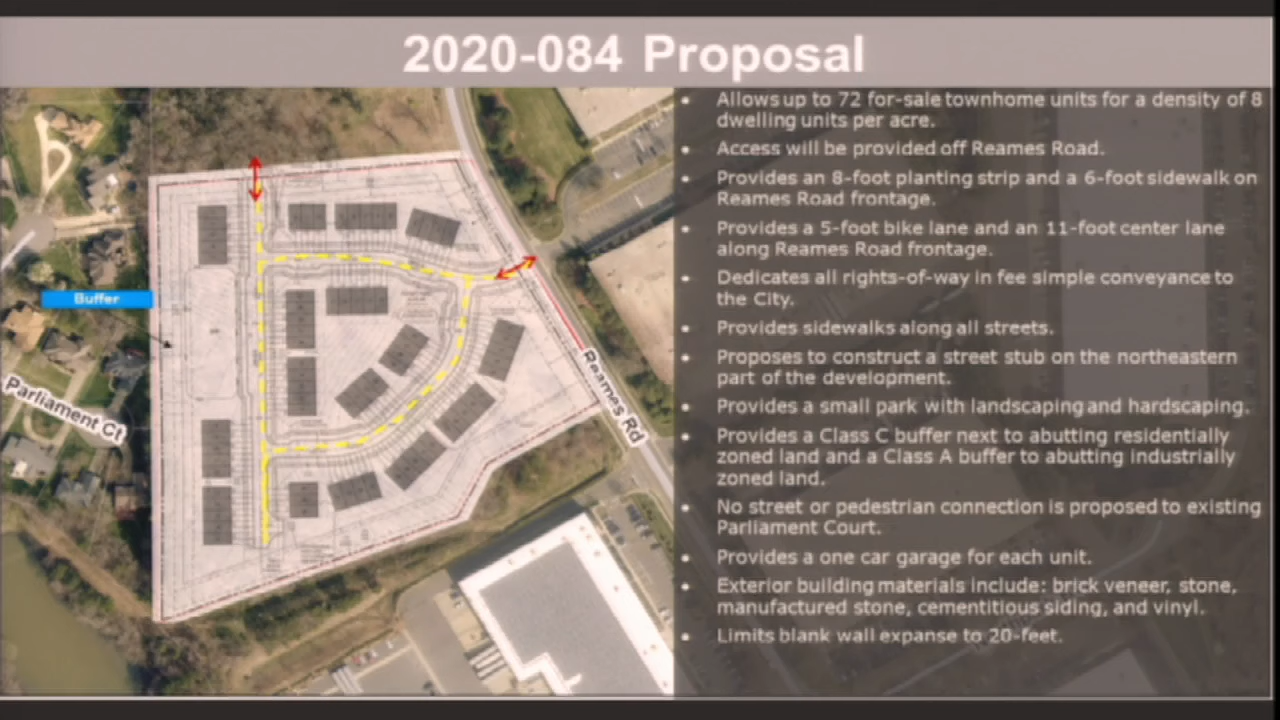 2020-084 Proposal
Buffer
Parliament Ct
Reames Rd
• Allows up to 72 for-sale townhome units for a density of 8
dwelling units per acre.
• Access will be provided off Reames Road.
• Provides an 8-foot planting strip and a 6-foot sidewalk on
Reames Road frontage.
• Provides a 5-foot bike lane and an 11-foot center lane
along Reames Road frontage.
• Dedicates all rights-of-way in fee simple conveyance to
the City.
• Provides sidewalks along all streets.
• Proposes to construct a street stub on the northeastern
part of the development.
• Provides a small park with landscaping and hardscaping.
• Provides a Class C buffer next to abutting residentially
zoned land and a Class A buffer to abutting industrially
zoned land.
• No street or pedestrian connection is proposed to existing
Parliament Court.
• Provides a one car garage for each unit.
• Exterior building materials include: brick veneer, stone,
manufactured stone, cementitious siding, and vinyl.
• Limits blank wall expanse to 20-feet.